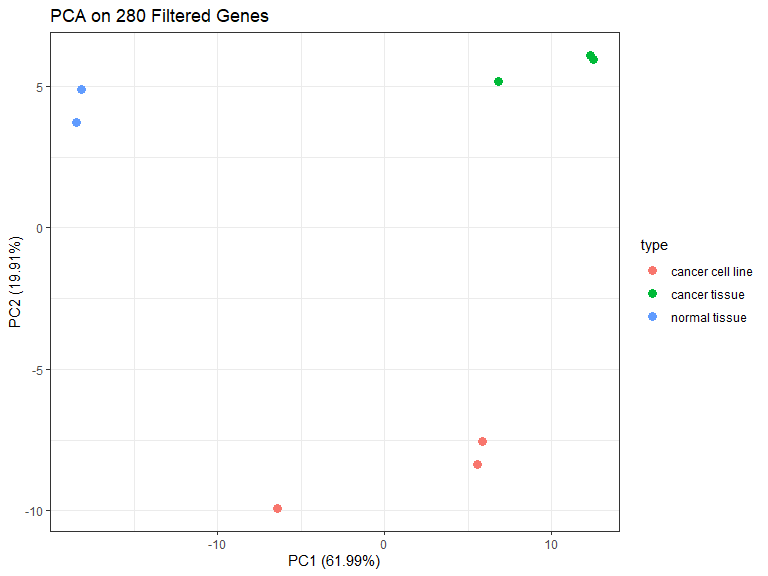 PCA on 280 Filtered Genes
5
0
-5
-10
-10
0
10
PC1 (61.99%)
PC2 (19.91%)
type
cancer cell line
cancer tissue
normal tissue